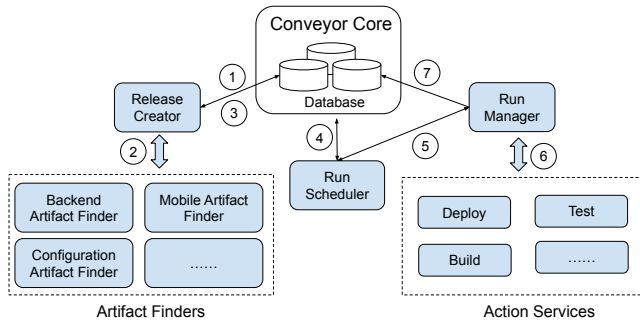 Conveyor Core
Database
1
3
7
Release
Creator
Run
Manager
2
4
5
6
Run
Scheduler
Backend
Artifact Finder
Mobile Artifact
Finder
Configuration
Artifact Finder
......
Deploy
Test
Build
......
Artifact Finders
Action Services